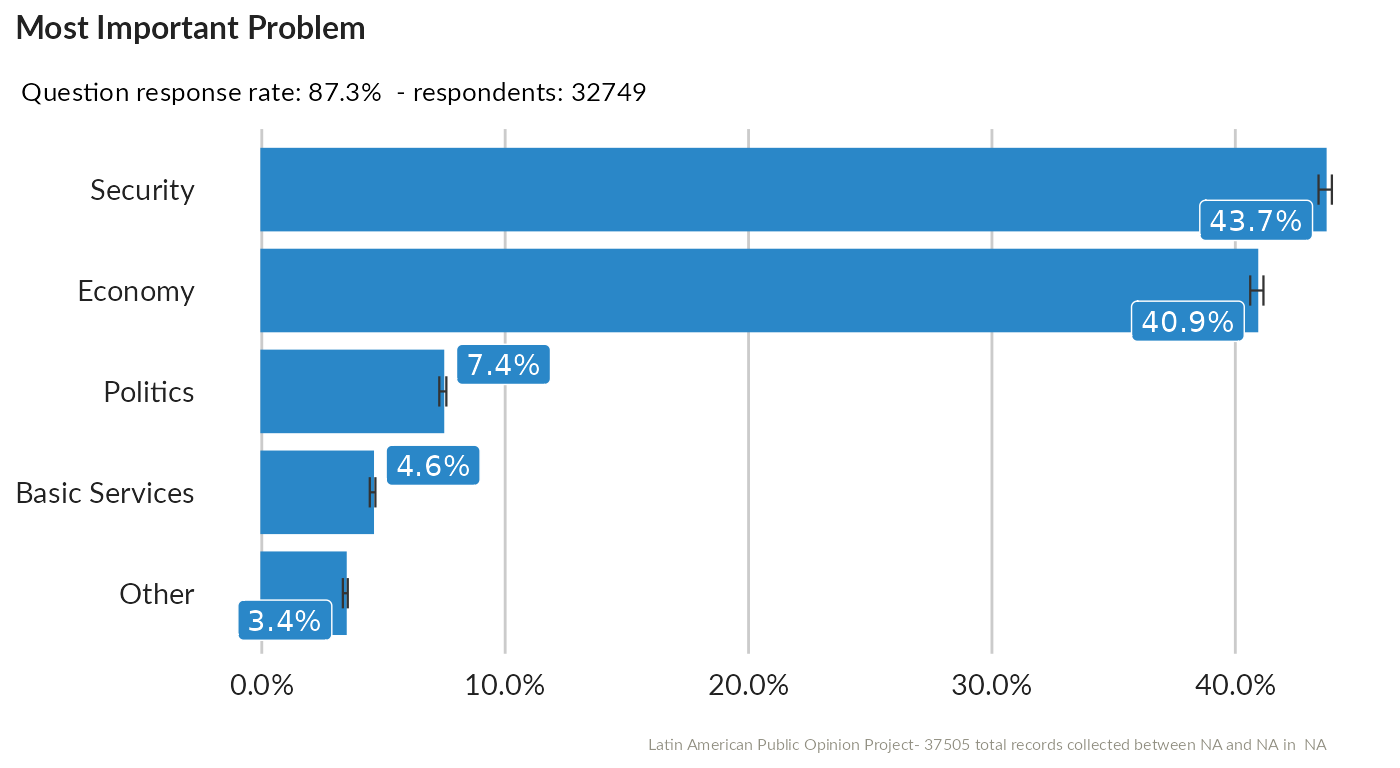 Most Important Problem
Question response rate: 87.3%  - respondents: 32749
Security
43.7%
Economy
40.9%
Politics
7.4%
Basic Services
4.6%
Other
3.4%
0.0% 10.0% 20.0% 30.0% 40.0%
Latin American Public Opinion Project- 37505 total records collected between NA and NA in  NA